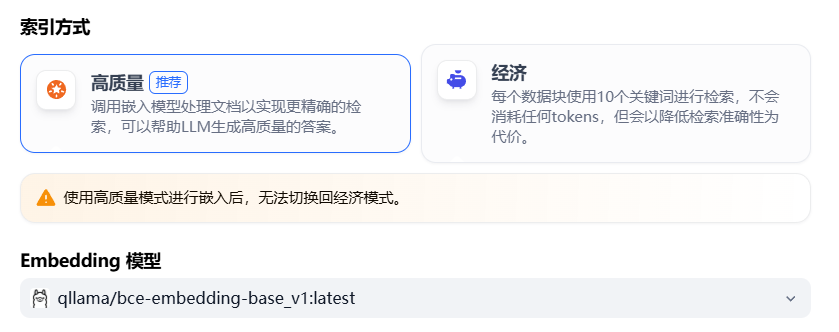 索引方式
高质量 推荐
调用嵌入模型处理文档以实现更精确的检
索，可以帮助LLM生成高质量的答案。
经济
每个数据块使用10个关键词进行检索，不会
消耗任何tokens，但会以降低检索准确性为
代价。
使用高质量模式进行嵌入后，无法切换回经济模式。
Embedding 模型
qllama/bce-embedding-base_v1:latest